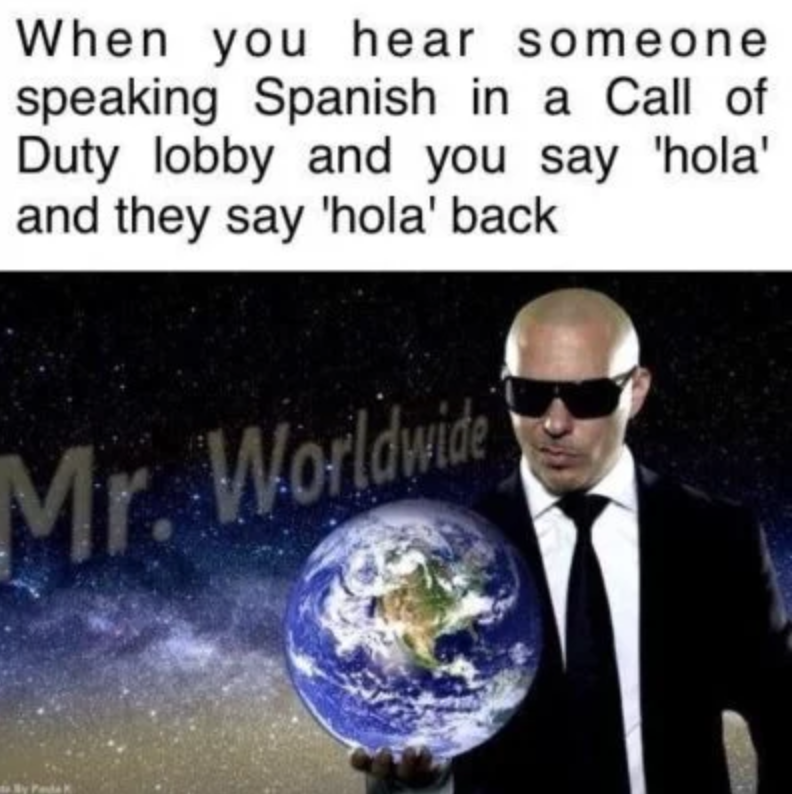 When you hear someone
speaking Spanish in a Call of
Duty lobby and you say 'hola'
and they say 'hola' back
Mr. Worldwide